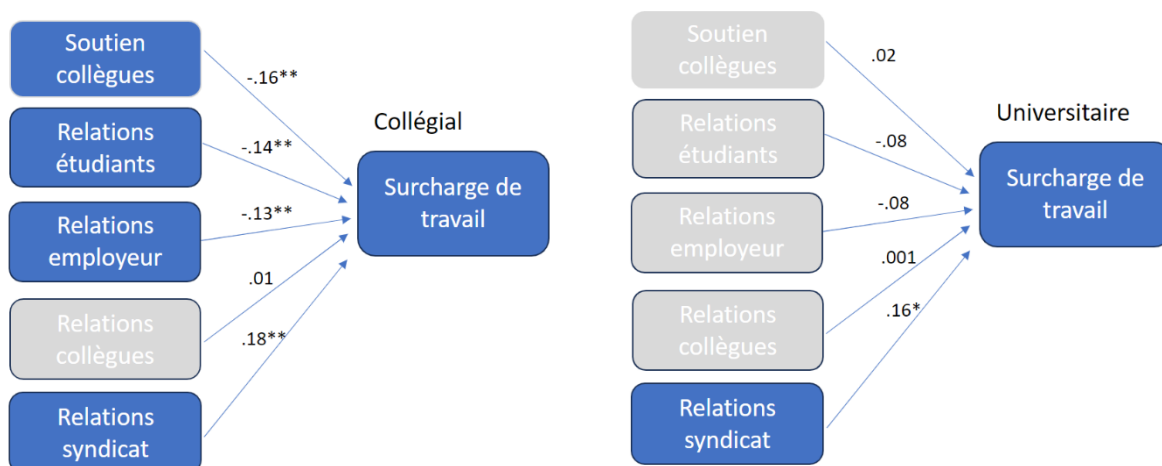 Soutien
collègues
-.16**
Relations
étudiants
-.14**
Collégial
Surcharge de
travail
Relations
employeur
-.13**
Relations
collègues
.01
.18**
Relations
syndicat
Soutien
collègues
.02
Relations
étudiants
-.08
Universitaire
Surcharge de
travail
Relations
employeur
-.08
Relations
collègues
.001
.16*
Relations
syndicat